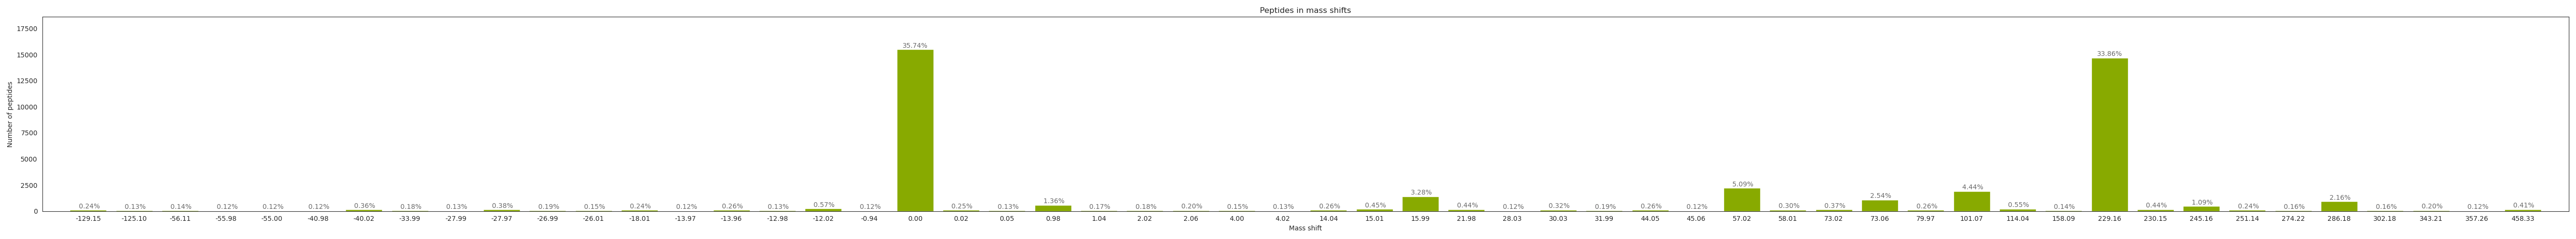 Peptides in mass shifts
17500
15000
12500
10000
7500
5000
2500
0
Number of peptides
0.24% 0.13% 0.14% 0.12% 0.12% 0.12% 0.36% 0.18% 0.13% 0.38% 0.19% 0.15% 0.24% 0.12% 0.26% 0.13% 0.57% 0.12% 35.74% 0.25% 0.13% 1.36% 0.17% 0.18% 0.20% 0.15% 0.13% 0.26% 0.45% 3.28% 0.44% 0.12% 0.32% 0.19% 0.26% 0.12% 5.09% 0.30% 0.37% 2.54% 0.26% 4.44% 0.55% 0.14% 33.86% 0.44% 1.09% 0.24% 0.16% 2.16% 0.16% 0.20% 0.12% 0.41%
-129.15 -125.10 -56.11 -55.98 -55.00 -40.98 -40.02 -33.99 -27.99 -27.97 -26.99 -26.01 -18.01 -13.97 -13.96 -12.98 -12.02 -0.94 0.00 0.02 0.05 0.98 1.04 2.02 2.06 4.00 4.02 14.04 15.01 15.99 21.98 28.03 30.03 31.99 44.05 45.06 57.02 58.01 73.02 73.06 79.97 101.07 114.04 158.09 229.16 230.15 245.16 251.14 274.22 286.18 302.18 343.21 357.26 458.33
Mass shift